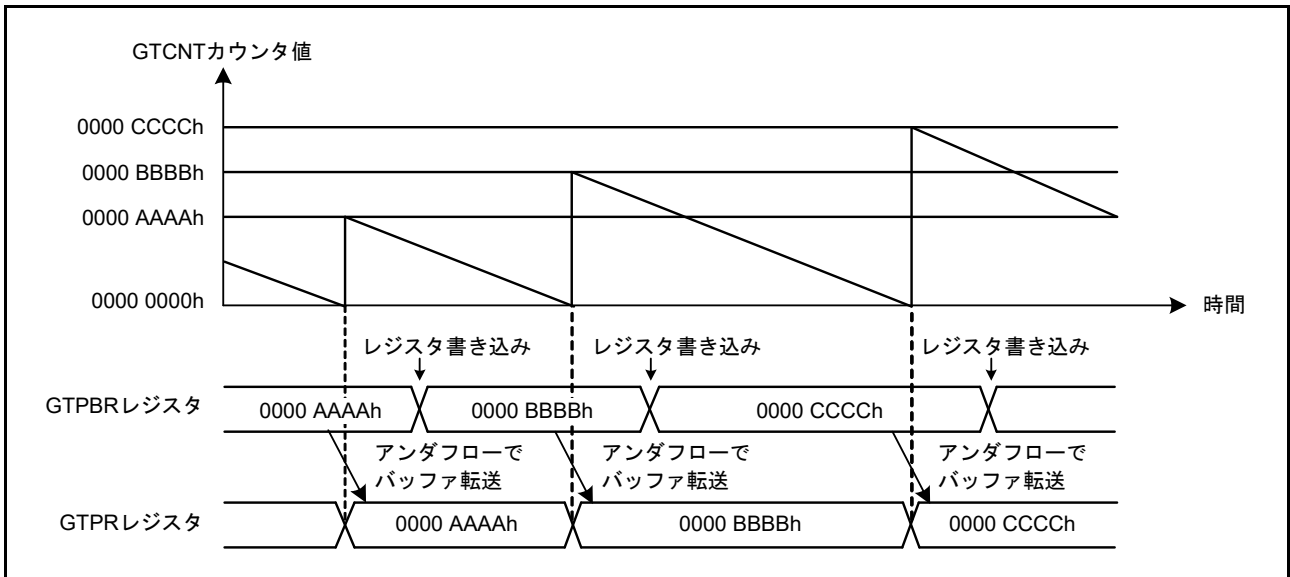 GTCNTカウンタ値
0000 CCCCh
0000 BBBBh
0000 AAAAh
0000 0000h
時間
レジスタ書き込み
レジスタ書き込み
レジスタ書き込み
GTPBRレジスタ
0000 AAAAh
0000 BBBBh
0000 CCCCh
アンダフローで
バッファ転送
アンダフローで
バッファ転送
アンダフローで
バッファ転送
GTPRレジスタ
0000 AAAAh
0000 BBBBh
0000 CCCCh